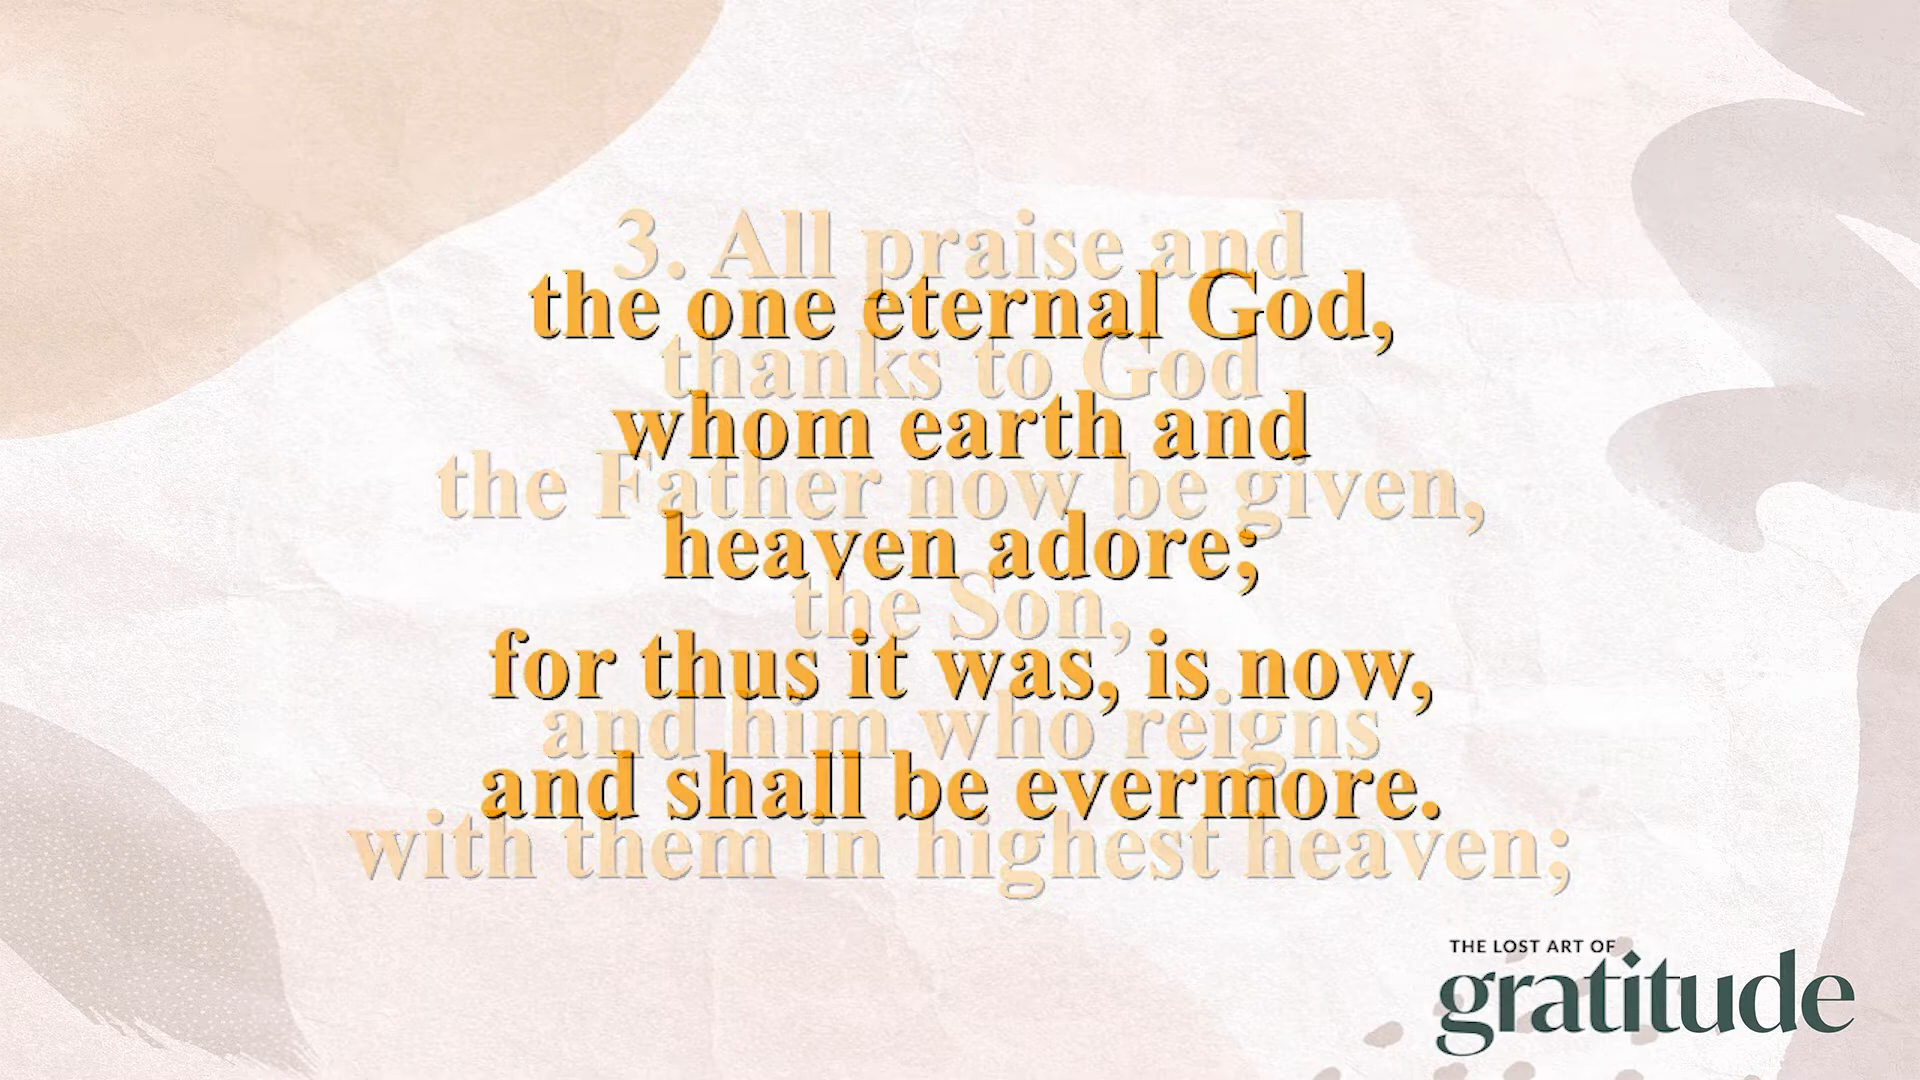 3. All praise and
the one eternal God,
thanks to God
whom earth and
the Father now be given,
heaven adore;
the Son,
for thus it was, is now,
and him who reigns
and shall be evermore.
with them in highest heaven;
THE LOST ART OF
gratitude